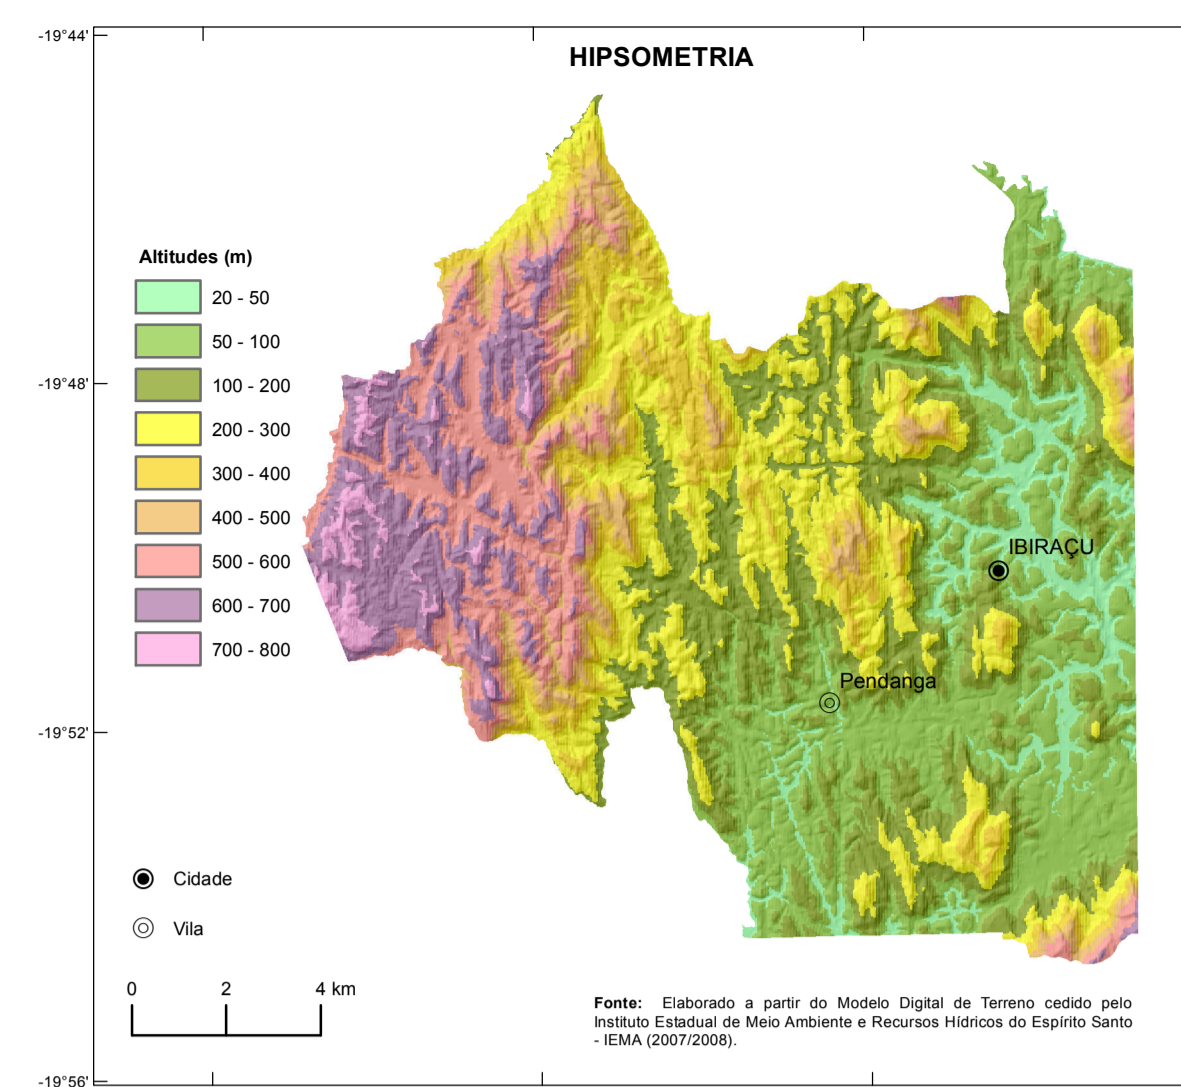 -19°44'
HIPSOMETRIA
Altitudes (m)
20 - 50
50 - 100
100 - 200
-19°48'
200 - 300
300 - 400
400 - 500
500 - 600
IBIRAÇU
600 - 700
700 - 800
Pendanga
-19°52'
Cidade
Vila
0 2 4 km
Fonte: Elaborado a partir do Modelo Digital de Terreno cedido pelo
Instituto Estadual de Meio Ambiente e Recursos Hídricos do Espírito Santo
- IEMA (2007/2008).
-19°56'